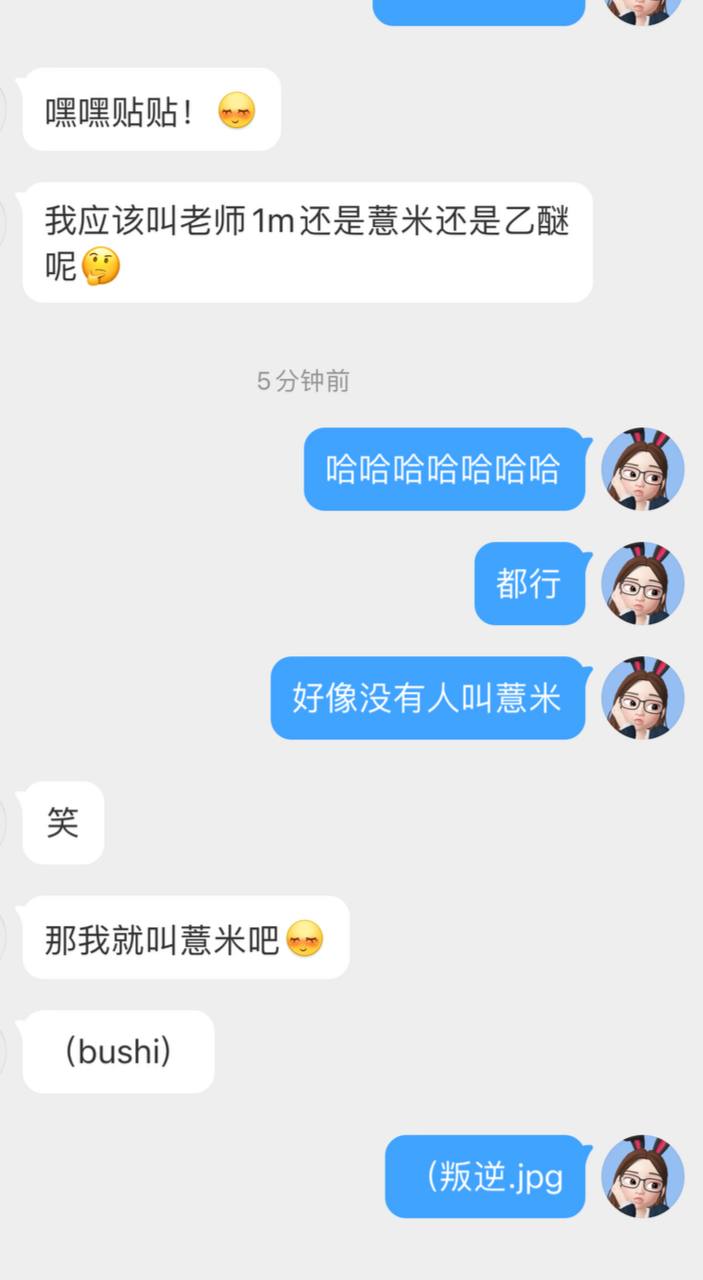 嘿嘿贴贴！
我应该叫老师1m还是薏米还是乙醚
呢
5分钟前
哈哈哈哈哈哈哈
都行
好像没有人叫薏米
笑
那我就叫薏米吧
（bushi）
（叛逆.jpg